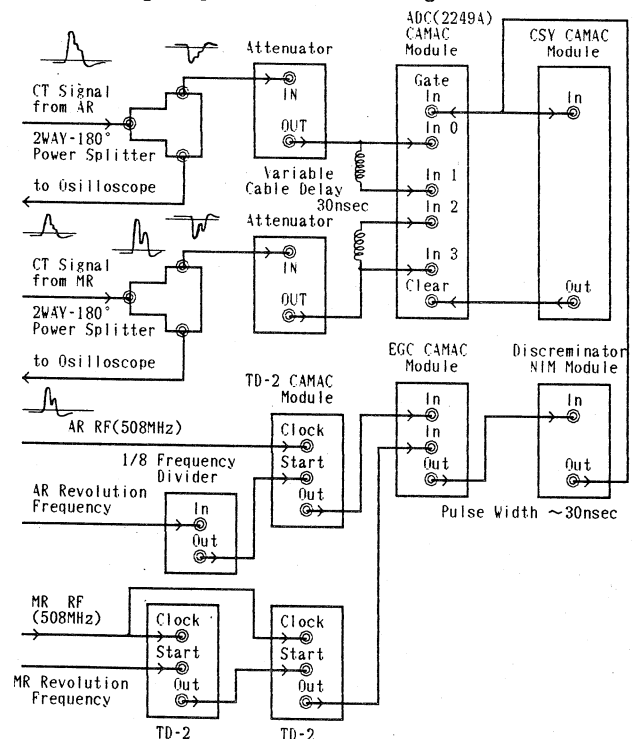 ADC(2249A)
CAMAC
Module
CSY CAMAC
Module
Attenuator
CT Signal
from AR
IN
OUT
Gate
In
In 0
In 1
In 2
In 3
Clear
In
Out
2WAY-180°
Power Splitter
to Osilloscope
Variable
Cable Delay
30nsec
Attenuator
CT Signal
from MR
IN
OUT
2WAY-180°
Power Splitter
to Osilloscope
EGC CAMAC
Module
Discreminator
NIM Module
TD-2 CAMAC
Module
In
In
Out
In
Out
AR RF(508MHz)
Clock
Start
Out
1/8 Frequency
Divider
AR Revolution
Frequency
In
Out
Pulse Width ~30nsec
MR RF
(508MHz)
Clock
Start
Out
Clock
Start
Out
MR Revolution
Frequency
TD-2
TD-2